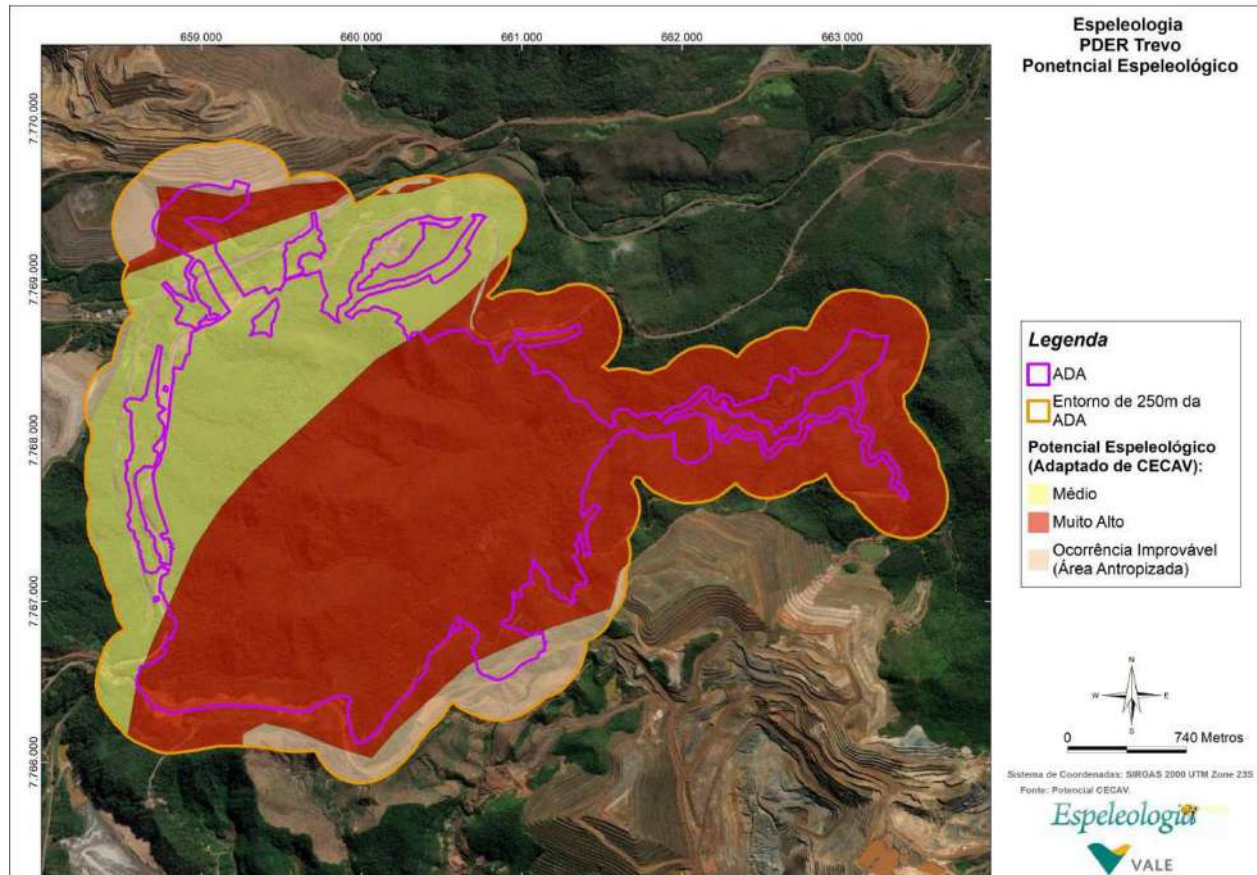 Espeleologia
PDER Trevo
Ponetncial Espeleológico
659.000
660.000
661.000
662.000
663.000
7.770.000
7.769.000
7.768.000
7.767.000
7.766.000
Legenda
ADA
Entorno de 250m da
ADA
Potencial Espeleológico
(Adaptado de CECAV):
Médio
Muito Alto
Ocorrência Improvável
(Área Antropizada)
N
W
E
S
0
740 Metros
Sistema de Coordenadas: SIRGAS 2000 UTM Zone 23S
Fonte: Potencial CECAV.
Espeleologia
VALE